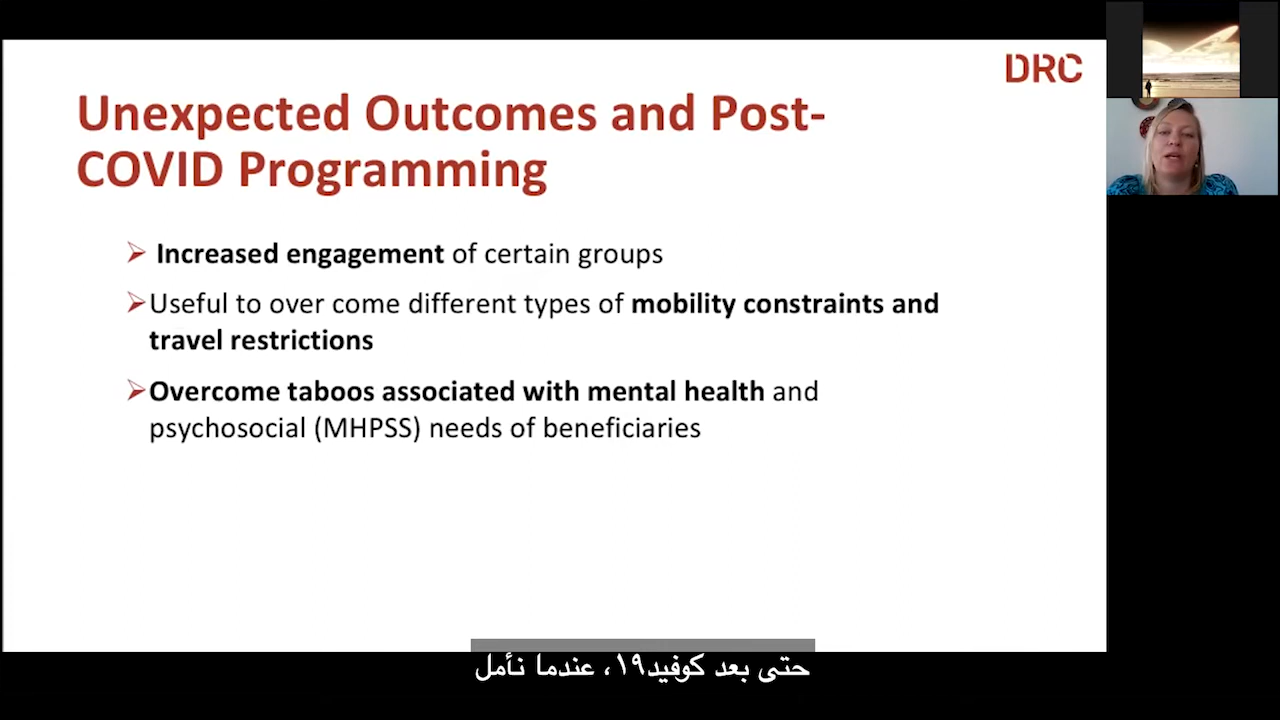 DRC
Unexpected Outcomes and Post-
COVID Programming
➢ Increased engagement of certain groups
➢Useful to over come different types of mobility constraints and
travel restrictions
➢Overcome taboos associated with mental health and
psychosocial (MHPSS) needs of beneficiaries
حتى بعد كوفيد١٩، عندما نأمل